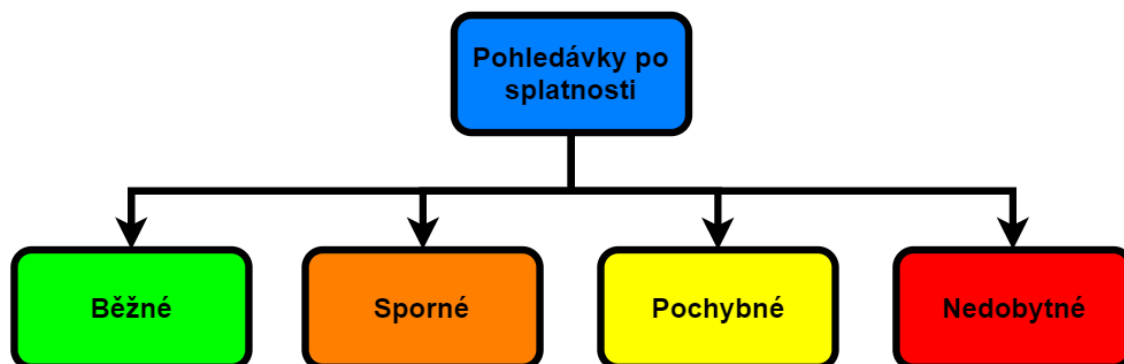 Pohledávky po
splatnosti
Běžné
Sporné
Pochybné
Nedobytné